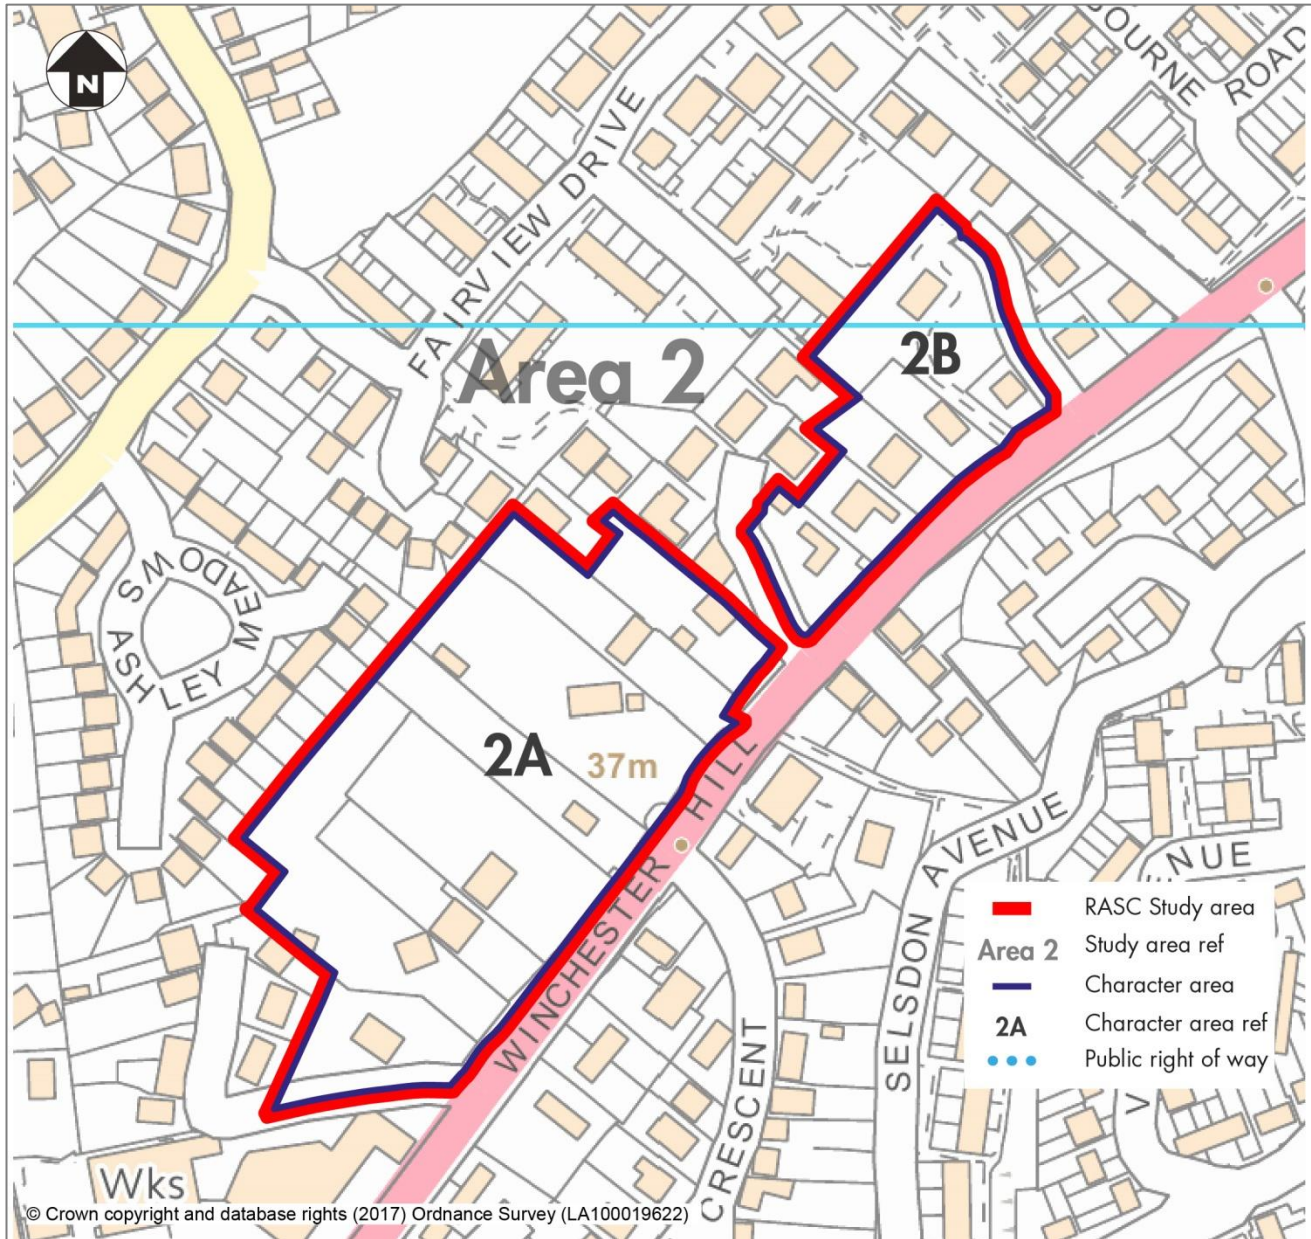 N
BOURNE ROAD
FAIRVIEW DRIVE
Area 2
2B
ASHLEY MEADOWS
2A
37m
WINCHESTER HILL
SELSDON AVENUE
ENUE
V
CRESCENT
Wks
RASC Study area
Area 2 Study area ref
Character area
2A Character area ref
Public right of way
© Crown copyright and database rights (2017) Ordnance Survey (LA100019622)